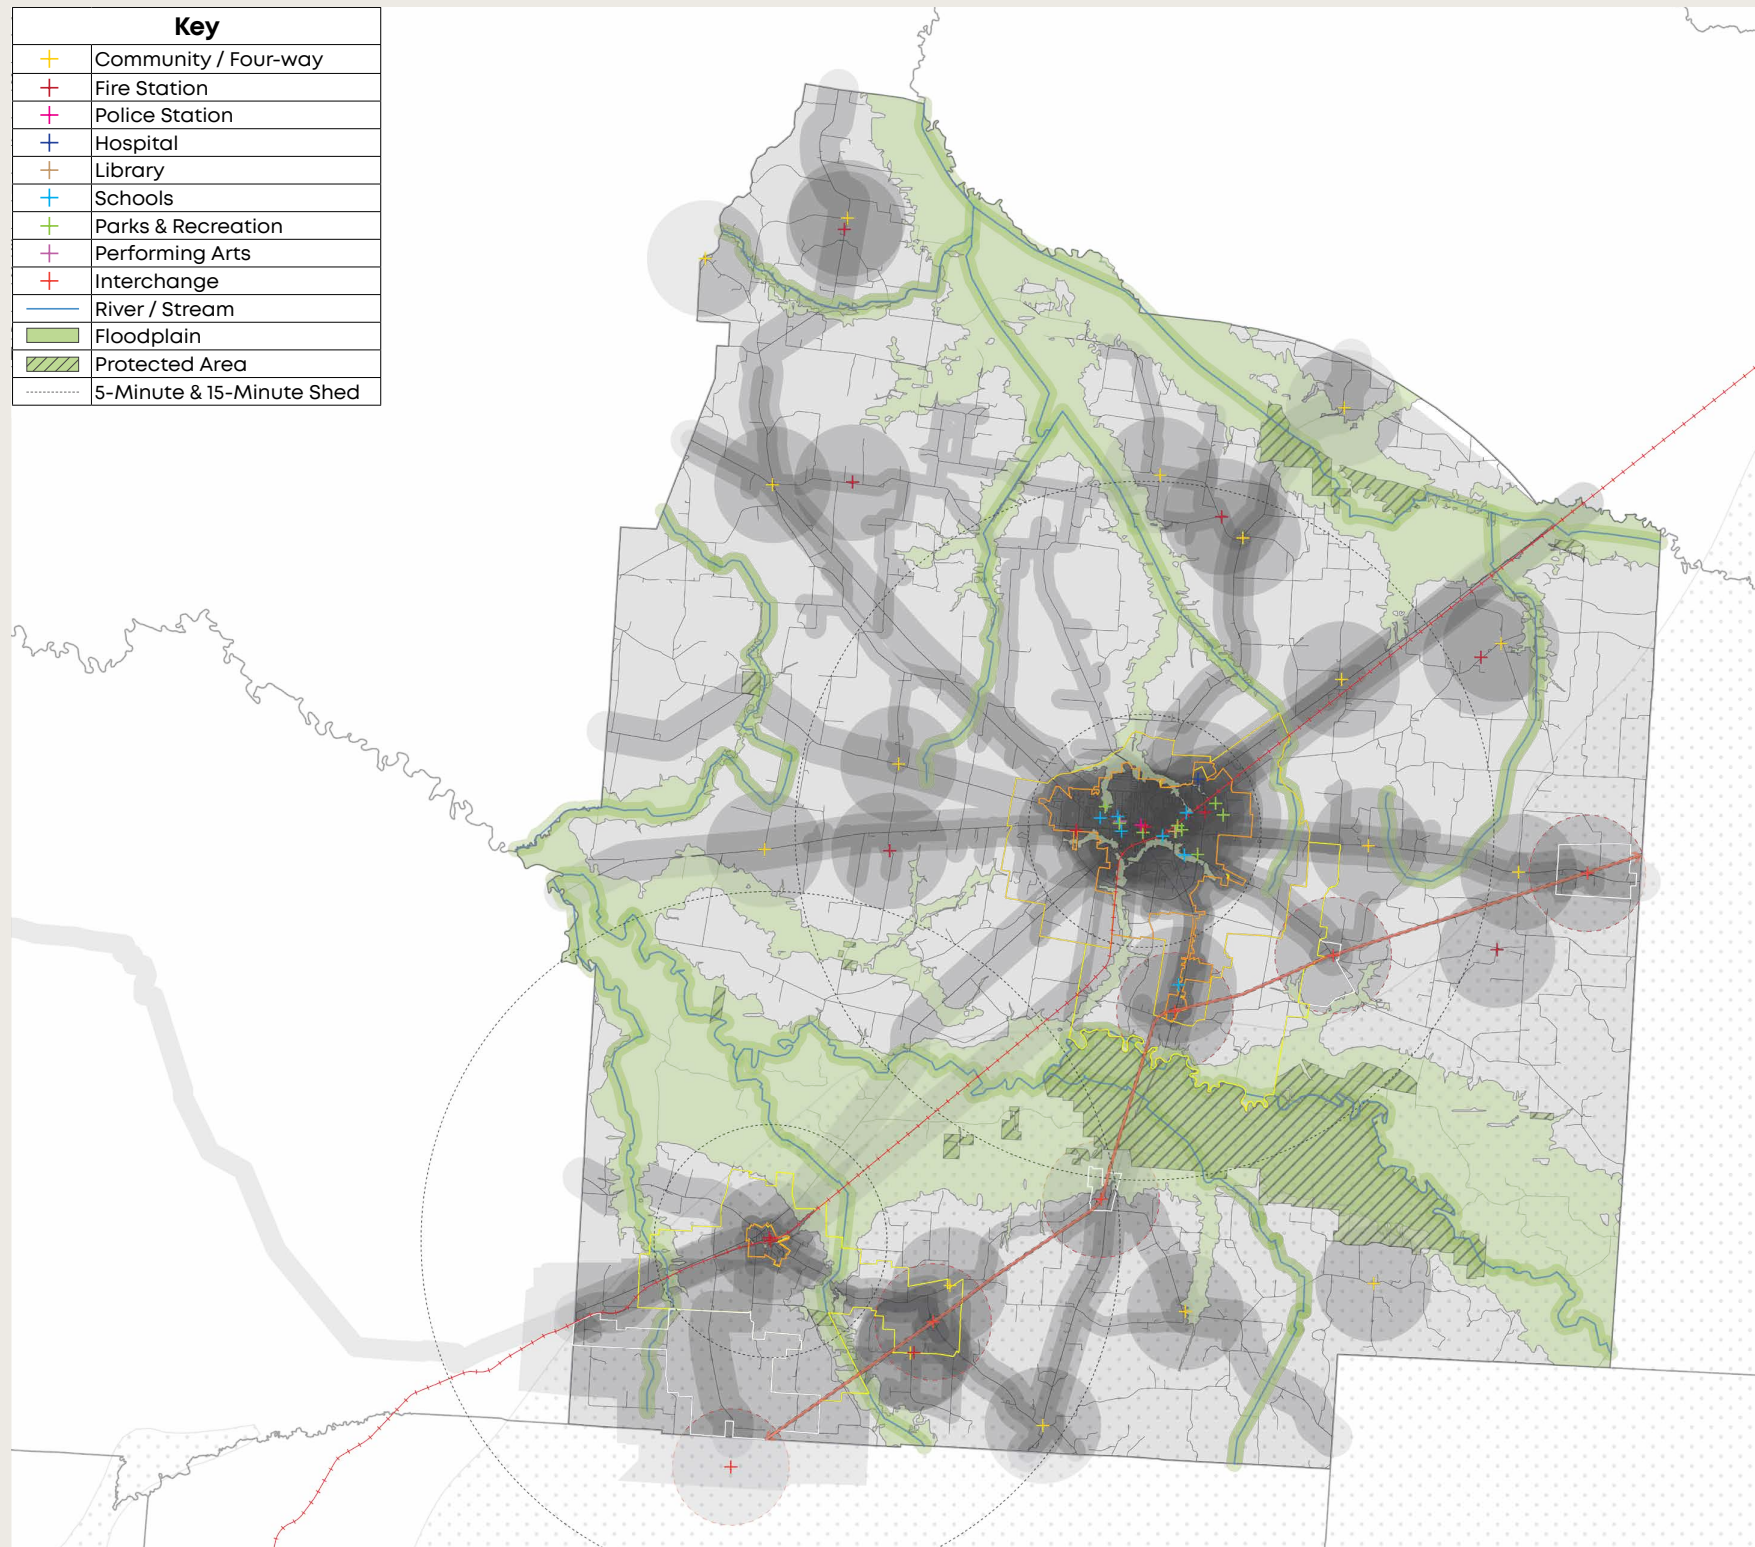 Key
Community / Four-way
Fire Station
Police Station
Hospital
Library
Schools
Parks & Recreation
Performing Arts
Interchange
River / Stream
Floodplain
Protected Area
5-Minute & 15-Minute Shed